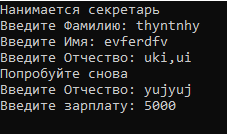 Нанимается секретарь
Введите Фамилию: thyntnhy
Введите Имя: evferdfv
Введите Отчество: uki,ui
Попробуйте снова
Введите Отчество: yujyuj
Введите зарплату: 5000